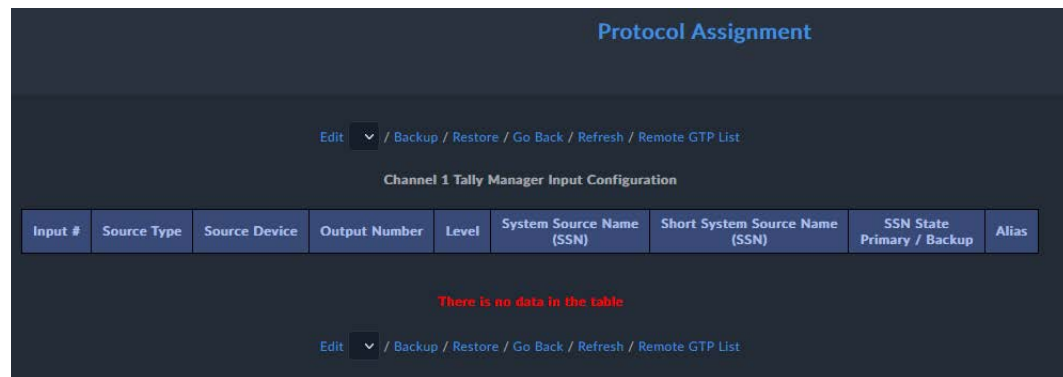 Protocol Assignment
Edit / Backup / Restore / Go Back / Refresh / Remote GTP List
Channel 1 Tally Manager Input Configuration
Input # Source Type Source Device Output Number Level System Source Name (SSN) Short System Source Name (SSN) SSN State Primary / Backup Alias
There is no data in the table
Edit / Backup / Restore / Go Back / Refresh / Remote GTP List